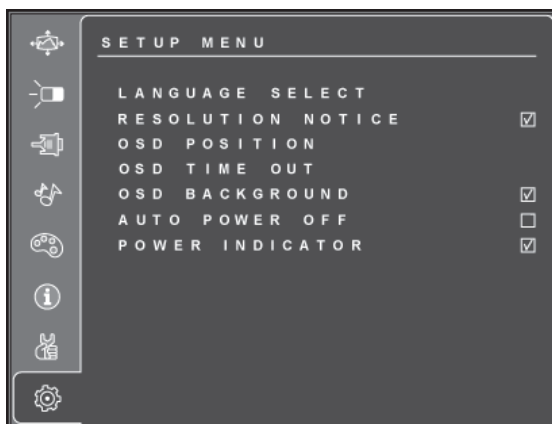 SETUP MENU
LANGUAGE SELECT
RESOLUTION NOTICE
OSD POSITION
OSD TIME OUT
OSD BACKGROUND
AUTO POWER OFF
POWER INDICATOR